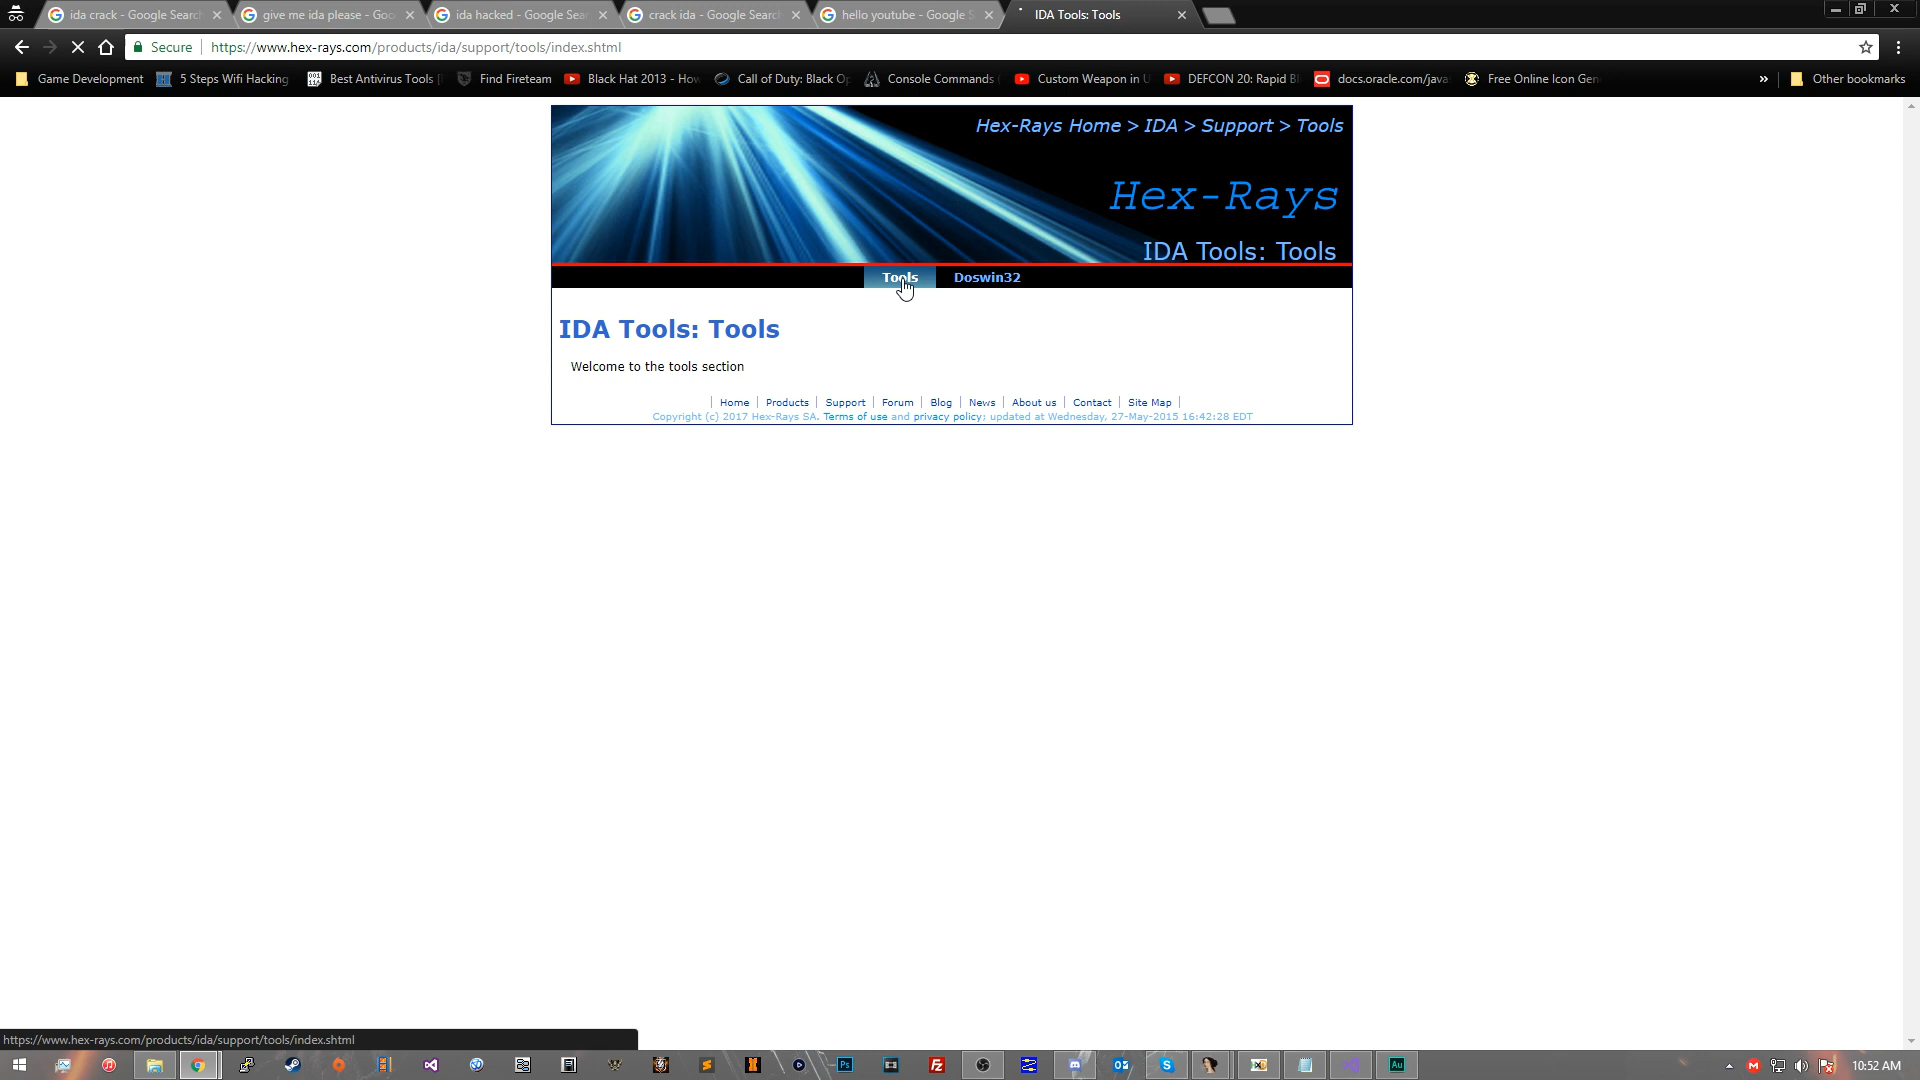 ida crack - Google Search
give me ida please - Goo
ida hacked - Google Sea
crack ida - Google Search
hello youtube - Google S
IDA Tools: Tools
Secure
https://www.hex-rays.com/products/ida/support/tools/index.shtml
Game Development
5 Steps Wifi Hacking
Best Antivirus Tools
Find Fireteam
Black Hat 2013 - How
Call of Duty: Black Op
Console Commands
Custom Weapon in U
DEFCON 20: Rapid Bl
docs.oracle.com/java
Free Online Icon Gen
»
Other bookmarks
Hex-Rays Home > IDA > Support > Tools
Hex-Rays
IDA Tools: Tools
Tools
Doswin32
IDA Tools: Tools
Welcome to the tools section
Home | Products | Support | Forum | Blog | News | About us | Contact | Site Map
Copyright (c) 2017 Hex-Rays SA. Terms of use and privacy policy; updated at Wednesday, 27-May-2015 16:42:28 EDT
https://www.hex-rays.com/products/ida/support/tools/index.shtml
Ps
Fz
Au
10:52 AM